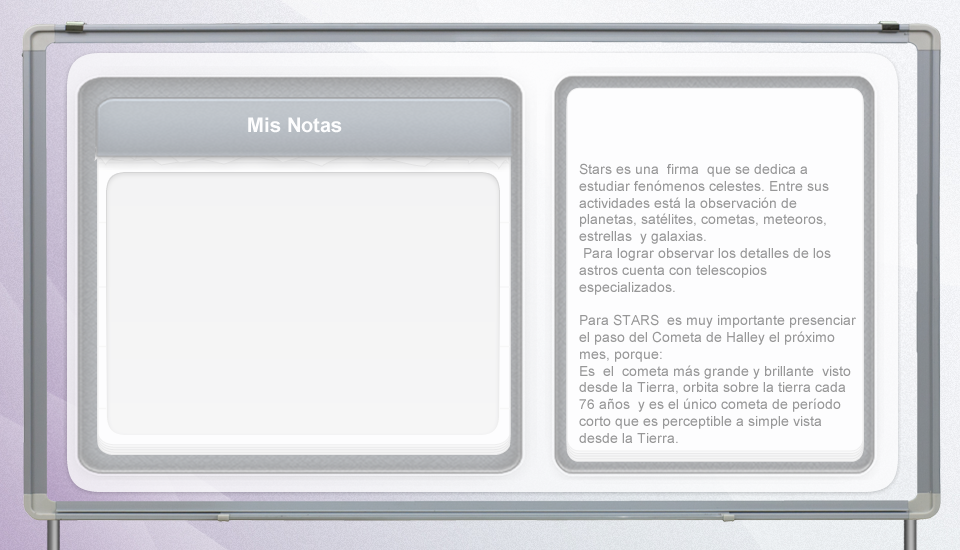 Mis Notas
Stars es una  firma  que se dedica a
estudiar fenómenos celestes. Entre sus
actividades está la observación de
planetas, satélites, cometas, meteoros,
estrellas  y galaxias.
 Para lograr observar los detalles de los
astros cuenta con telescopios
especializados.
Para STARS  es muy importante presenciar
el paso del Cometa de Halley el próximo
mes, porque:
Es  el  cometa más grande y brillante  visto
desde la Tierra, orbita sobre la tierra cada
76 años  y es el único cometa de período
corto que es perceptible a simple vista
desde la Tierra.